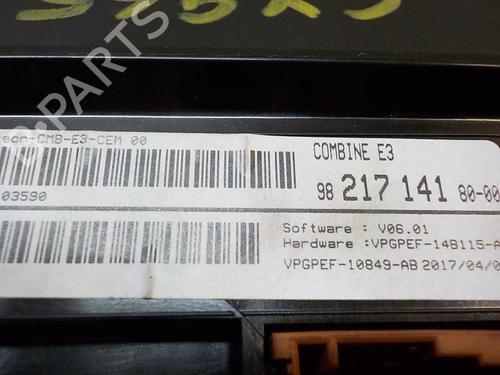 eon-CMB-E3-CEM 00
COMBINE E3
03590
98 217 141 80-00
Software : V06.01
Hardware :VPGPEF-14B115-A
VPGPEF-10849-AB 2017/04/0
B-PARTS